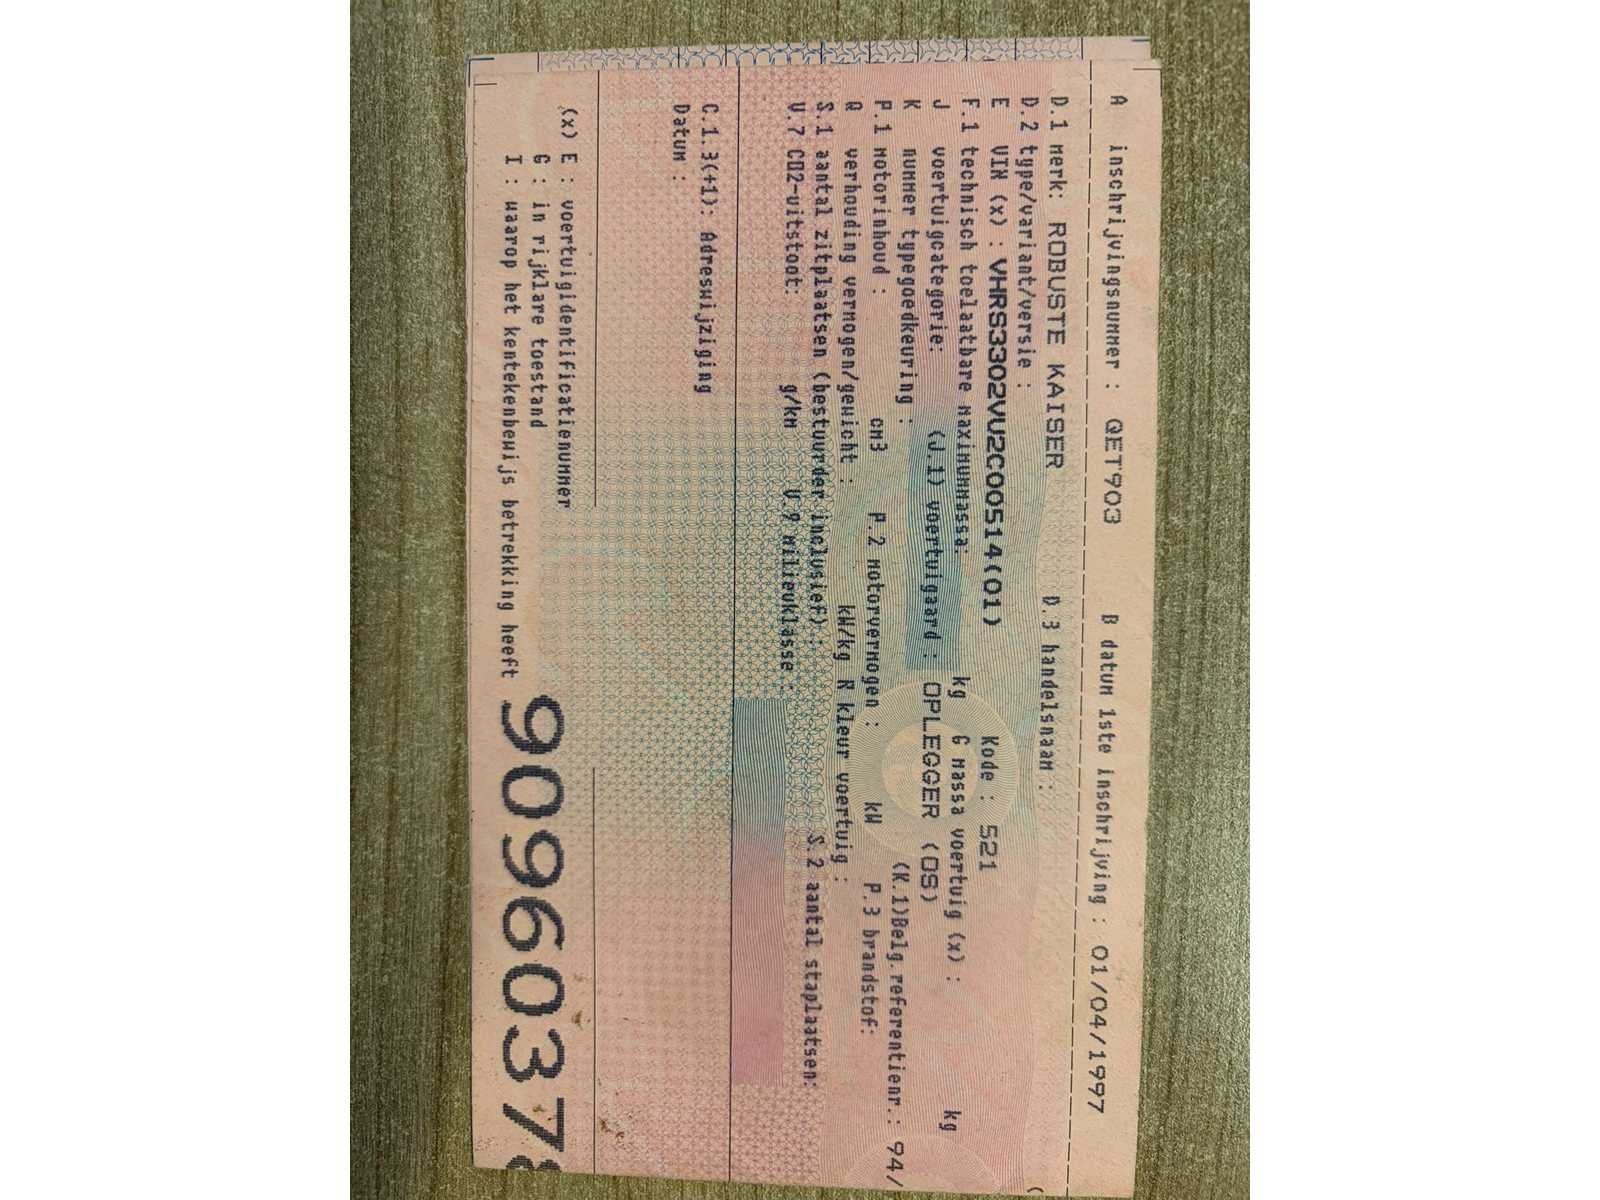 A inschrijvingsnummer : QET903 B datum 1ste inschrijving : 01/04/1997
D.1 merk: ROBUSTE KAISER D.3 handelsnaam :
D.2 type/variant/versie :
E VIN (x) : VHRS3302VV2C00514(01) Kode : 521
F.1 technisch toelaatbare maximummassa: kg G massa voertuig (x) : kg
J voertuigcategorie: (J.1) voertuigaard : OPLEGGER (OS)
K nummer typegoedkeuring : (K.1)Belg.referentienr.: 94/
P.1 motorinhoud : cm3 P.2 motorvermogen : kW P.3 brandstof:
Q verhouding vermogen/gewicht : kW/kg R kleur voertuig :
S.1 aantal zitplaatsen (bestuurder inclusief) : S.2 aantal staplaatsen:
V.7 CO2-uitstoot: g/km V.9 milieuklasse :
C.1.3(+1): Adreswijziging
Datum :
(x) E : voertuigidentificatienummer
G : in rijklare toestand
I : waarop het kentekenbewijs betrekking heeft
90960378